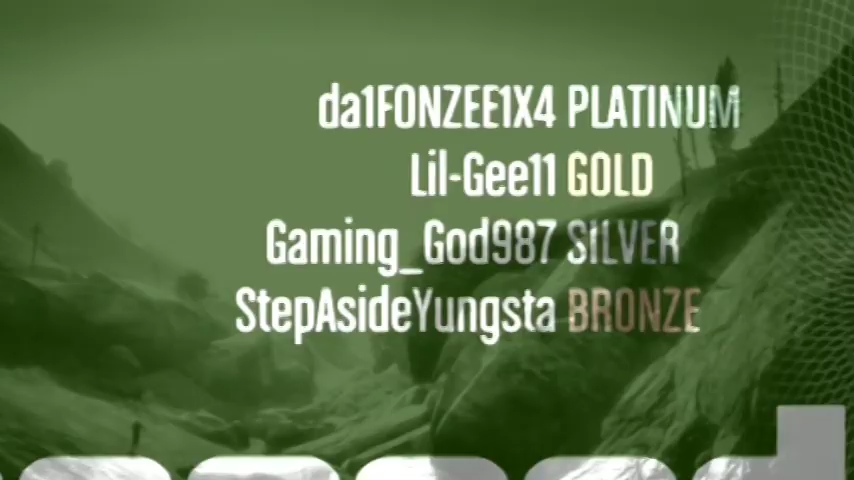 da1FONZEE1X4 PLATINUM
Lil-Gee11 GOLD
Gaming_God987 SILVER
StepAsideYungsta BRONZE